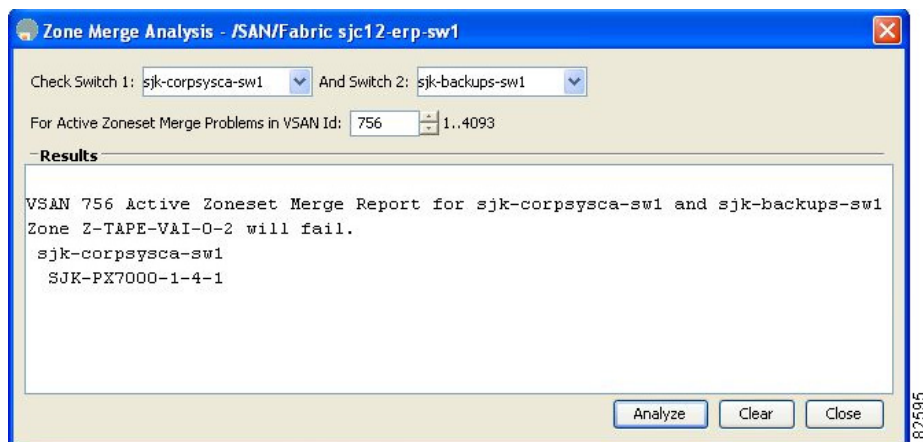 Zone Merge Analysis - /SAN/Fabric sjc12-erp-sw1
Check Switch 1: sjk-corpsysca-sw1 And Switch 2: sjk-backups-sw1
For Active Zoneset Merge Problems in VSAN Id: 756 1..4093
Results
VSAN 756 Active Zoneset Merge Report for sjk-corpsysca-sw1 and sjk-backups-sw1
Zone Z-TAPE-VAI-O-2 will fail.
sjk-corpsysca-sw1
SJK-PX7000-1-4-1
Analyze Clear Close
82595